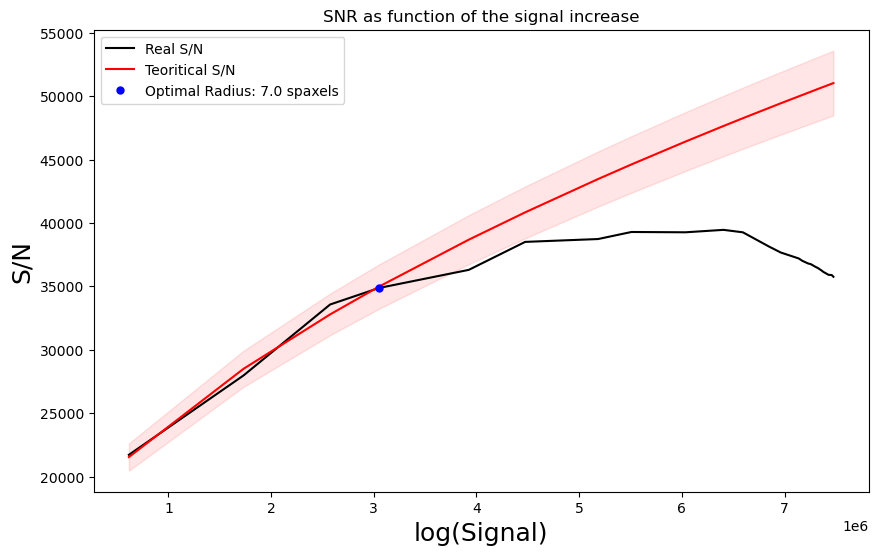 SNR as function of the signal increase
Real S/N
Teoritical S/N
Optimal Radius: 7.0 spaxels
S/N
55000
50000
45000
40000
35000
30000
25000
20000
1 2 3 4 5 6 7
1e6
log(Signal)